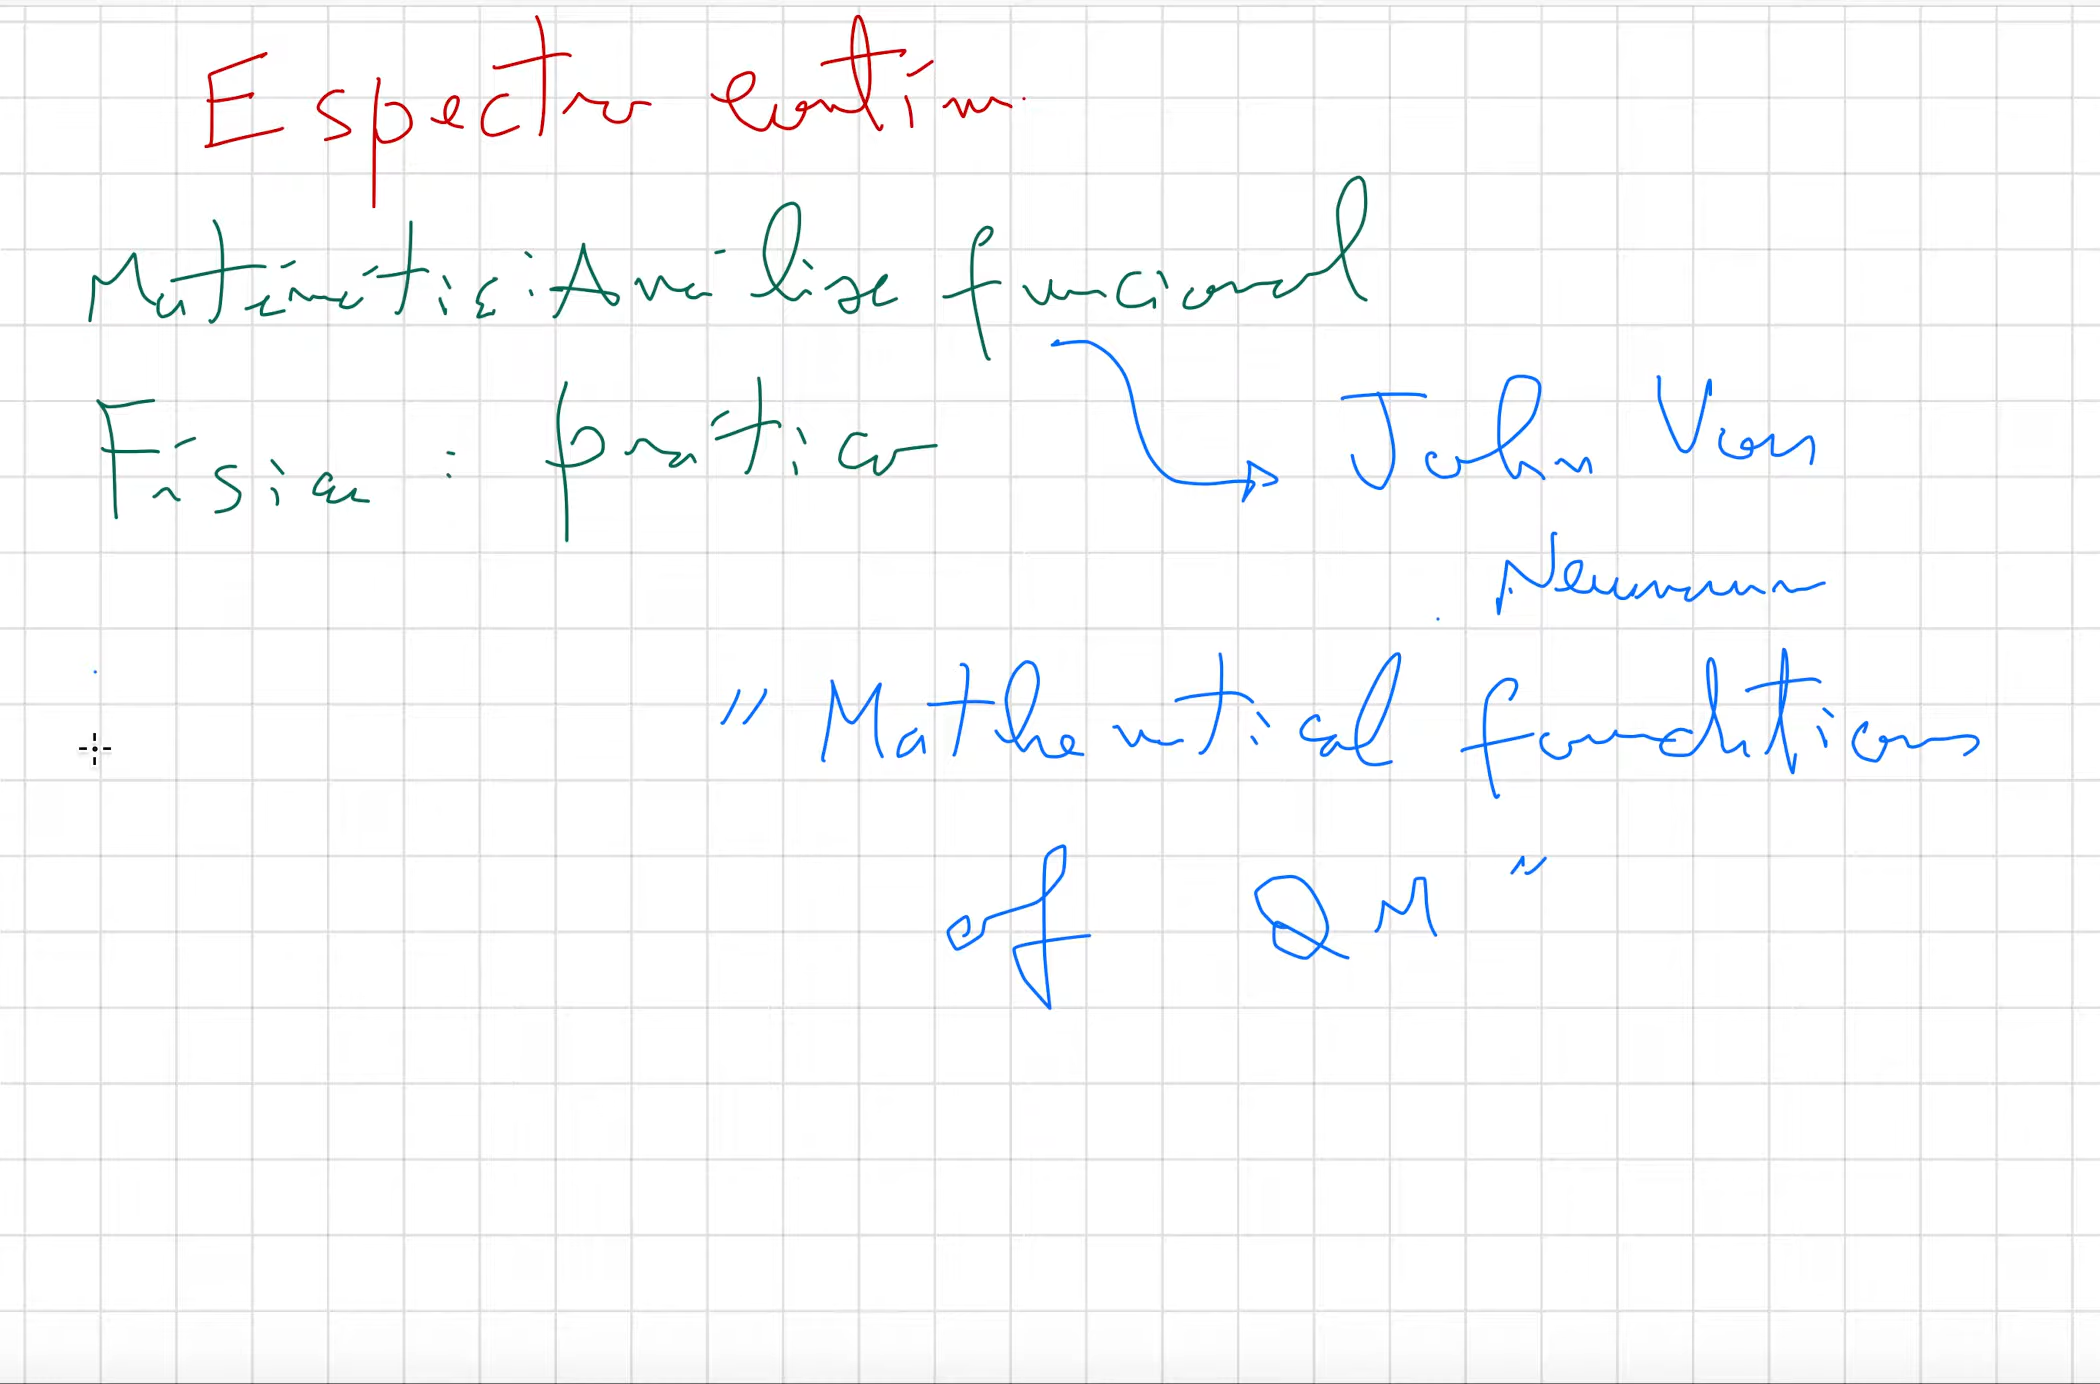 Espectro contínuo
Matemática: Análise funcional
Física: prática
John Von
Neumann
"Mathematical foundations
of QM"